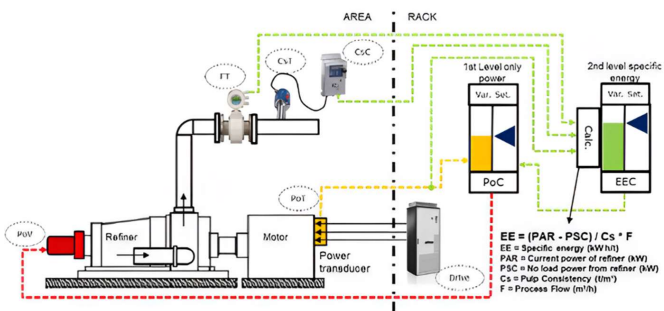 AREA
RACK
CsC
CsT
FT
1st Level only
power
2nd level specific
energy
Var. Set.
Var. Set.
Calc.
PoC
EEC
PoT
PoV
Refiner
Motor
Power
transducer
Drive
EE = (PAR - PSC) / Cs * F
EE = Specific energy (kW h/t)
PAR = Current power of refiner (kW)
PSC = No load power from refiner (kW)
Cs = Pulp Consistency (t/m³)
F = Process Flow (m³/h)